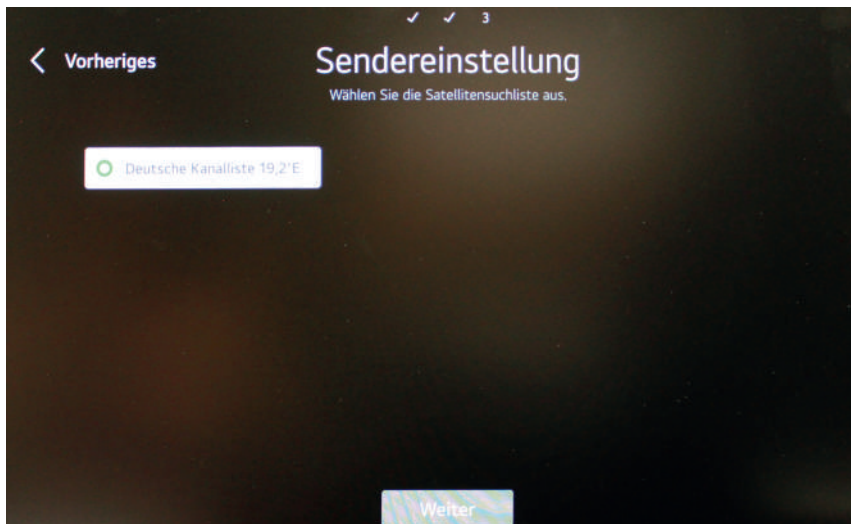 ✓ ✓ 3
Vorheriges
Sendereinstellung
Wählen Sie die Satellitensuchliste aus.
Deutsche Kanalliste 19,2°E
Weiter